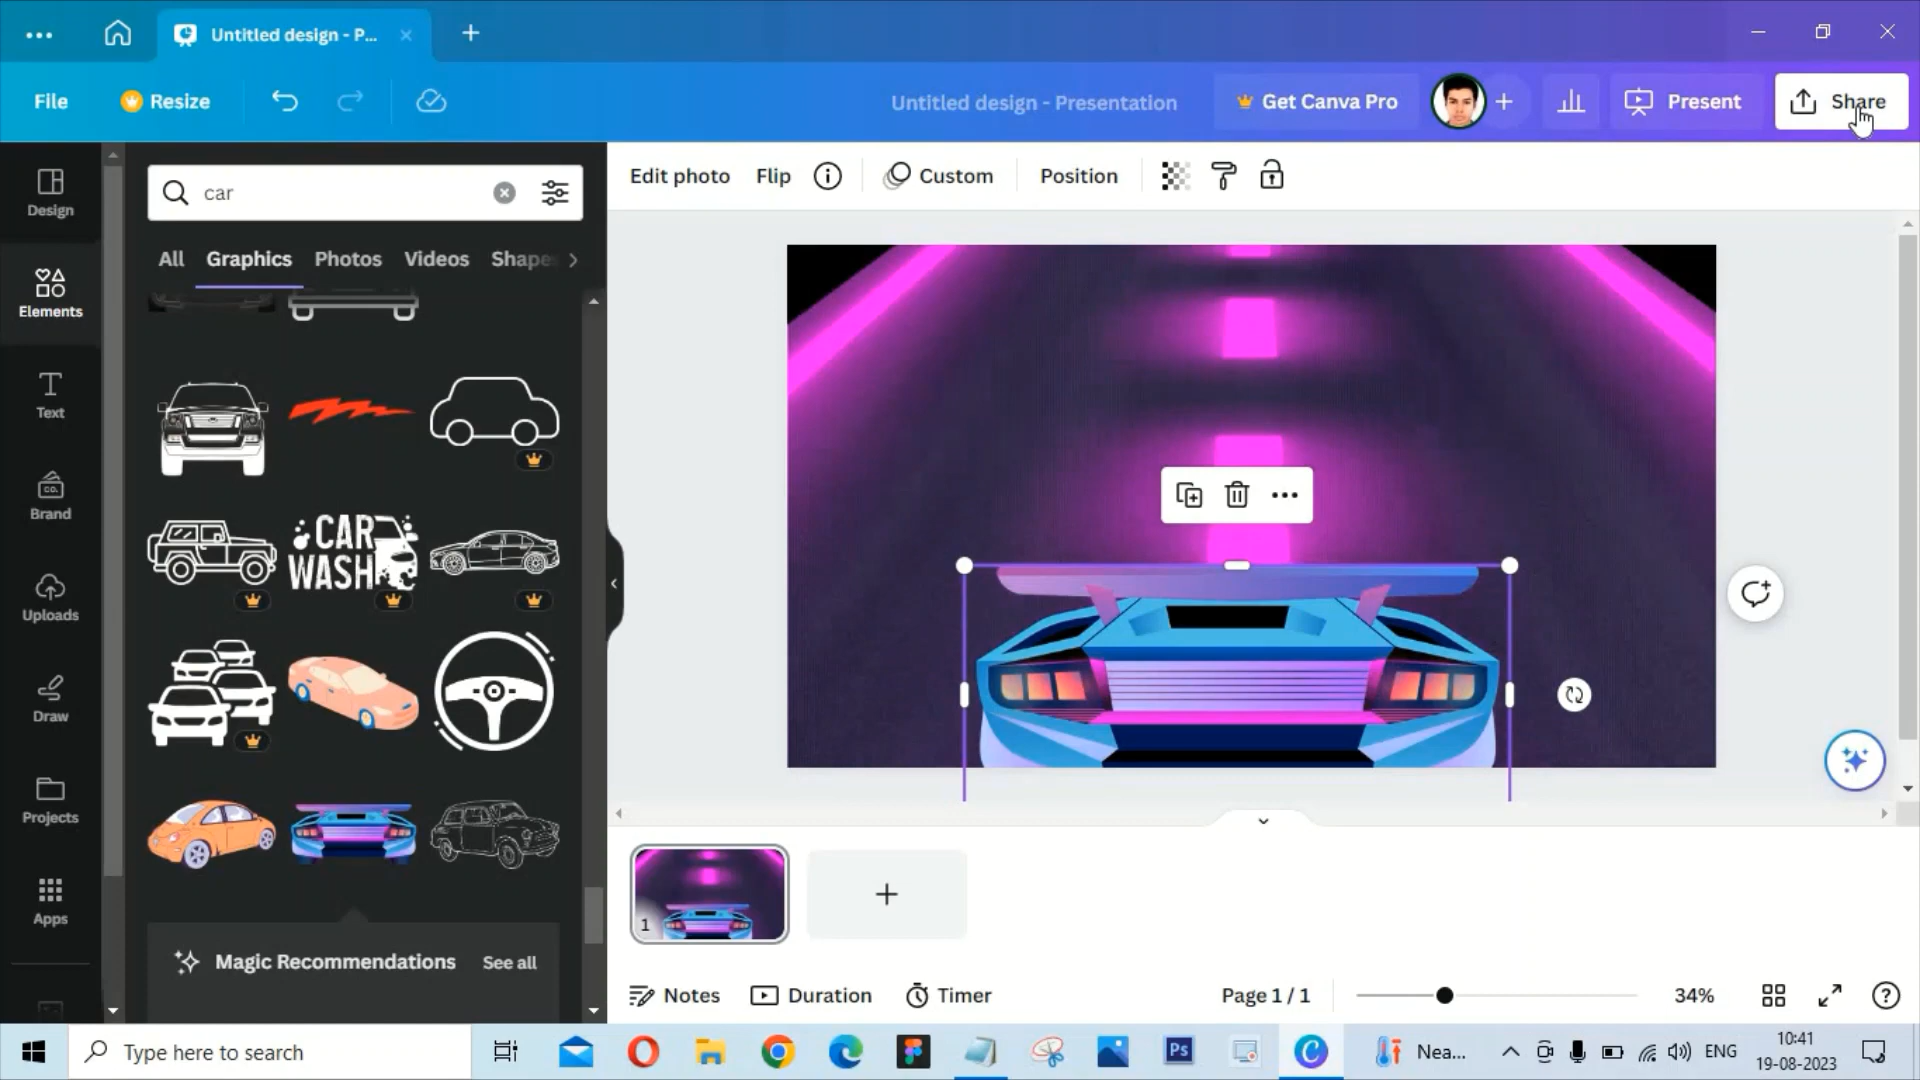 Untitled design - P...
File
Resize
Untitled design - Presentation
Get Canva Pro
Present
Share
Design
Elements
Text
Brand
CO.
Uploads
Draw
Projects
Apps
car
All
Graphics
Photos
Videos
Shape
CAR
WASH
Magic Recommendations
See all
Edit photo
Flip
Custom
Position
1
Notes
Duration
Timer
Page 1 / 1
34%
Type here to search
Ps
Nea...
ENG
10:41
19-08-2023